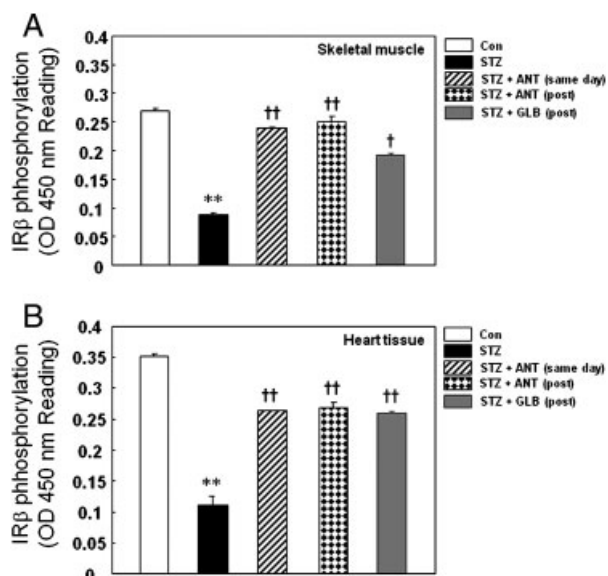 A
IRβ phhosphorylation
(OD 450 nm Reading)
0.4
0.35
0.3
0.25
0.2
0.15
0.1
0.05
0
Skeletal muscle
**
††
††
†
Con
STZ
STZ + ANT (same day)
STZ + ANT (post)
STZ + GLB (post)
B
IRβ phhosphorylation
(OD 450 nm Reading)
0.4
0.35
0.3
0.25
0.2
0.15
0.1
0.05
0
Heart tissue
**
††
††
††
Con
STZ
STZ + ANT (same day)
STZ + ANT (post)
STZ + GLB (post)